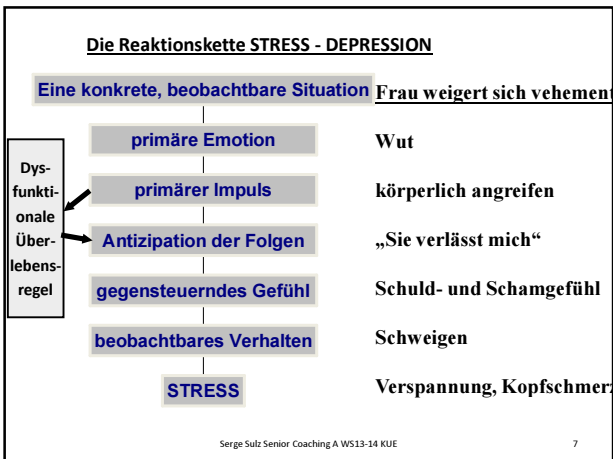 Die Reaktionskette STRESS - DEPRESSION
Eine konkrete, beobachtbare Situation
Frau weigert sich vehement
primäre Emotion
Wut
Dys-
funkti-
onale
Über-
lebens-
regel
primärer Impuls
körperlich angreifen
Antizipation der Folgen
„Sie verlässt mich“
gegensteuerndes Gefühl
Schuld- und Schamgefühl
beobachtbares Verhalten
Schweigen
STRESS
Verspannung, Kopfschmerz
Serge Sulz Senior Coaching A WS13-14 KUE
7